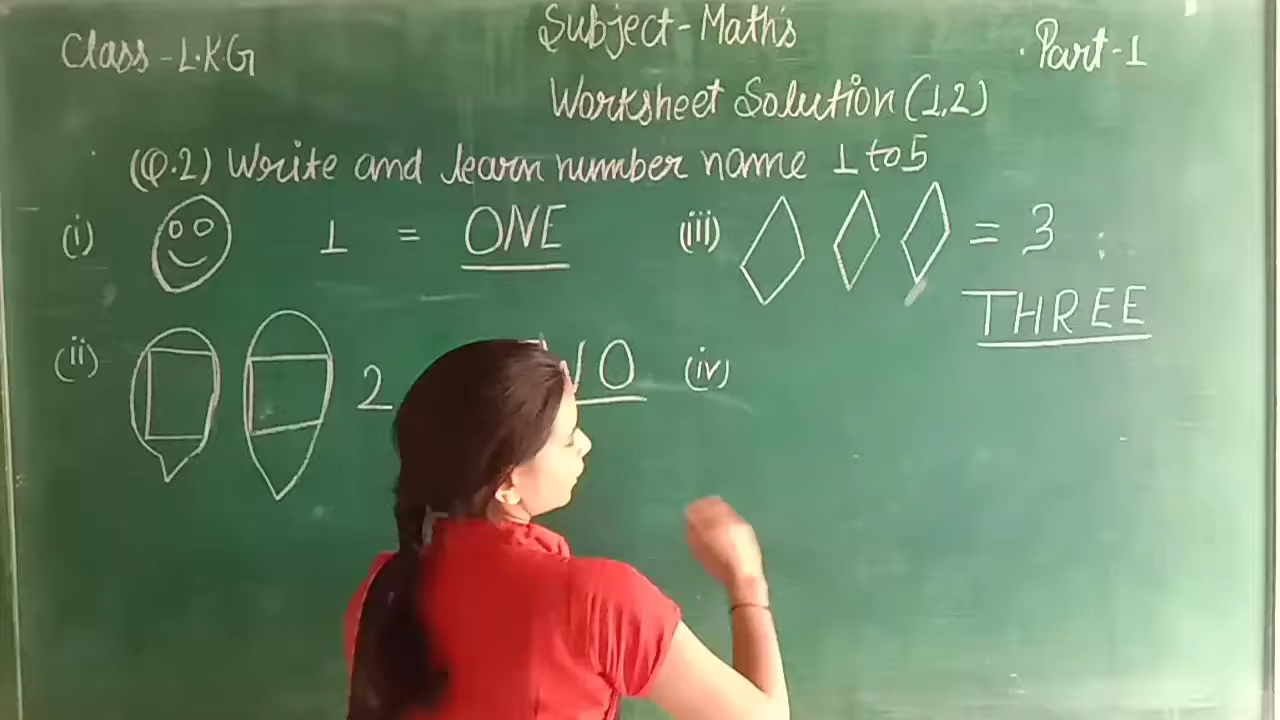 Class - L.K.G
Subject - Maths
Part - 1
Worksheet Solution (1,2)
(Q.2) Write and learn number name 1 to 5
(i) 1 = ONE
(iii) = 3
THREE
(ii) 2
(iv)